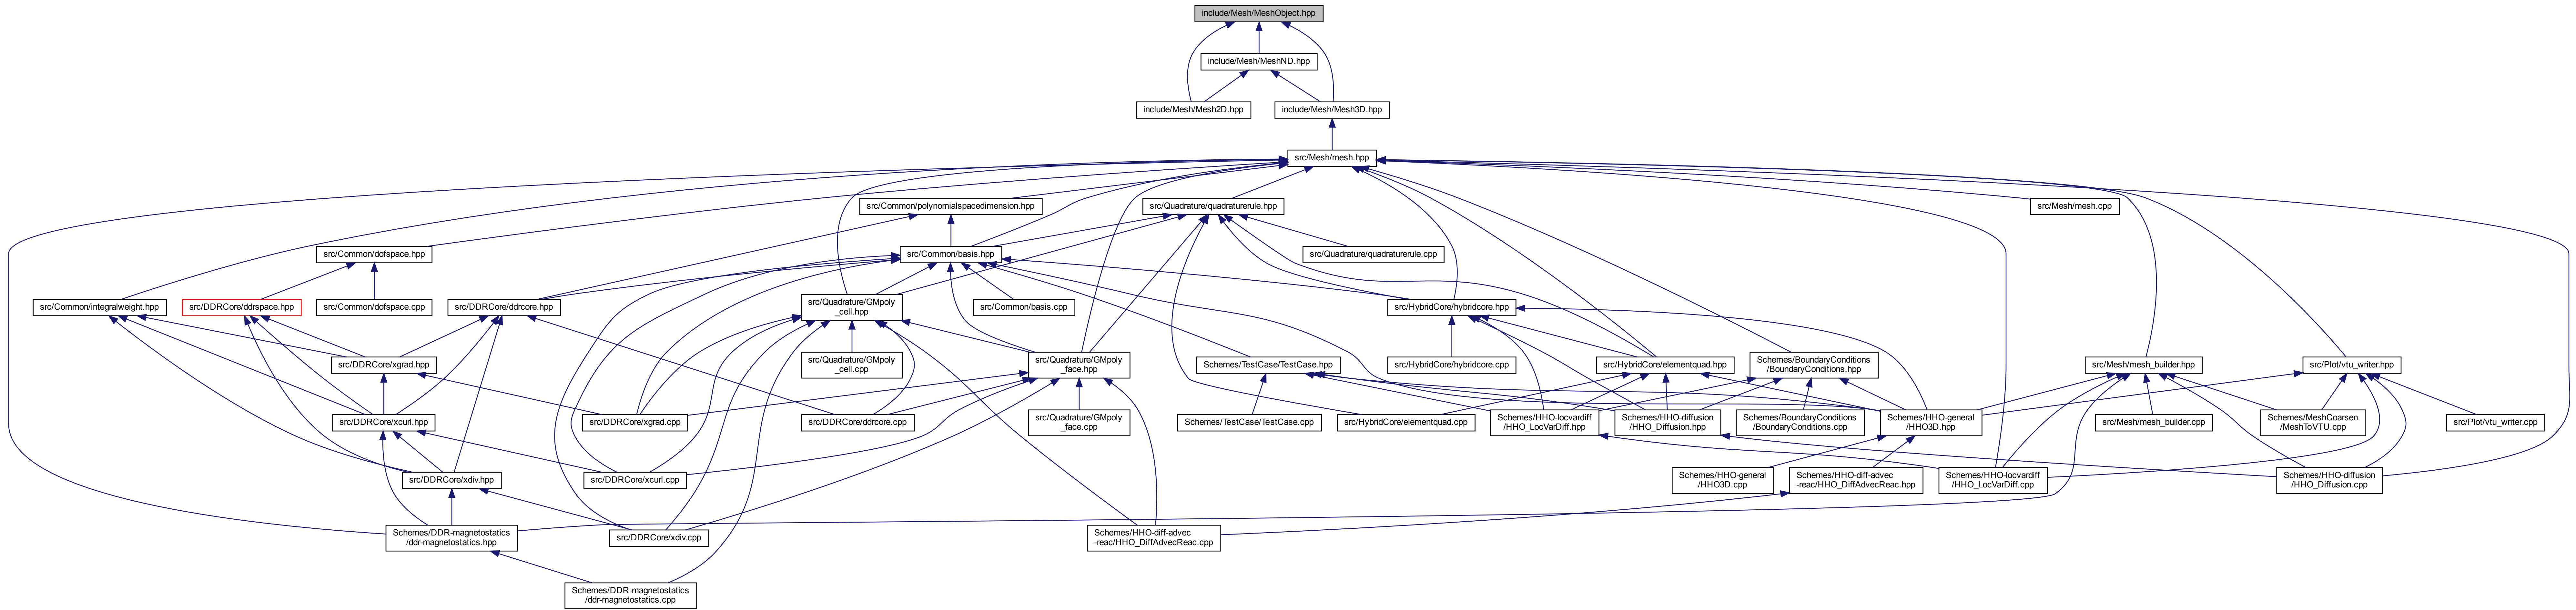 include/Mesh/MeshObject.hpp
include/Mesh/MeshND.hpp
include/Mesh/Mesh2D.hpp
include/Mesh/Mesh3D.hpp
src/Mesh/mesh.hpp
src/Common/polynomialspacedimension.hpp
src/Quadrature/quadraturerule.hpp
src/Mesh/mesh.cpp
src/Common/dofspace.hpp
src/Common/basis.hpp
src/Quadrature/quadraturerule.cpp
src/Common/integralweight.hpp
src/DDRCore/ddrspace.hpp
src/Common/dofspace.cpp
src/DDRCore/ddrcore.hpp
src/Quadrature/GMpoly
_cell.hpp
src/Common/basis.cpp
src/HybridCore/hybridcore.hpp
src/DDRCore/xgrad.hpp
src/Quadrature/GMpoly
_cell.cpp
src/Quadrature/GMpoly
_face.hpp
Schemes/TestCase/TestCase.hpp
src/HybridCore/hybridcore.cpp
src/HybridCore/elementquad.hpp
Schemes/BoundaryConditions
/BoundaryConditions.hpp
src/Mesh/mesh_builder.hpp
src/Plot/vtu_writer.hpp
src/DDRCore/xcurl.hpp
src/DDRCore/xgrad.cpp
src/DDRCore/ddrcore.cpp
src/Quadrature/GMpoly
_face.cpp
Schemes/TestCase/TestCase.cpp
src/HybridCore/elementquad.cpp
Schemes/HHO-locvardiff
/HHO_LocVarDiff.hpp
Schemes/HHO-diffusion
/HHO_Diffusion.hpp
Schemes/BoundaryConditions
/BoundaryConditions.cpp
Schemes/HHO-general
/HHO3D.hpp
src/Mesh/mesh_builder.cpp
Schemes/MeshCoarsen
/MeshToVTU.cpp
src/Plot/vtu_writer.cpp
src/DDRCore/xdiv.hpp
src/DDRCore/xcurl.cpp
Schemes/HHO-general
/HHO3D.cpp
Schemes/HHO-diff-advec
-reac/HHO_DiffAdvecReac.hpp
Schemes/HHO-locvardiff
/HHO_LocVarDiff.cpp
Schemes/HHO-diffusion
/HHO_Diffusion.cpp
Schemes/DDR-magnetostatics
/ddr-magnetostatics.hpp
src/DDRCore/xdiv.cpp
Schemes/HHO-diff-advec
-reac/HHO_DiffAdvecReac.cpp
Schemes/DDR-magnetostatics
/ddr-magnetostatics.cpp